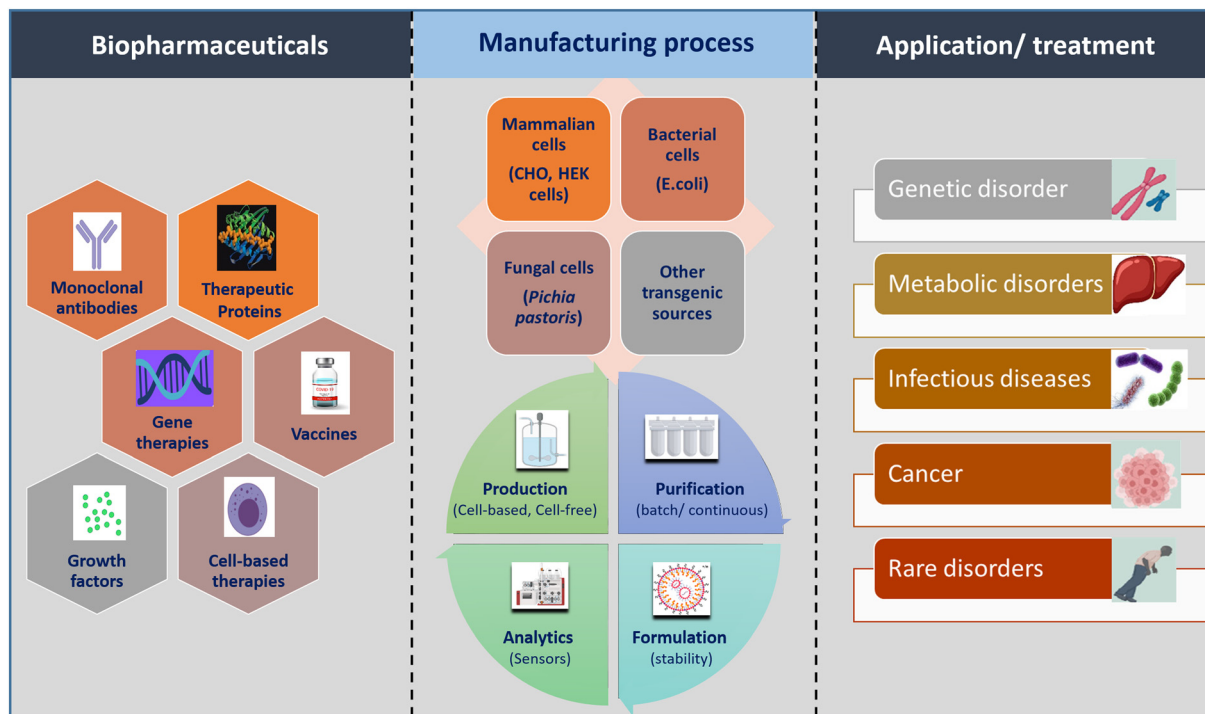 Biopharmaceuticals
Manufacturing process
Application/ treatment
Monoclonal
antibodies
Therapeutic
Proteins
Gene
therapies
Vaccines
Growth
factors
Cell-based
therapies
Mammalian
cells
(CHO, HEK
cells)
Bacterial
cells
(E.coli)
Fungal cells
(Pichia
pastoris)
Other
transgenic
sources
Production
(Cell-based, Cell-free)
Purification
(batch/ continuous)
Analytics
(Sensors)
Formulation
(stability)
Genetic disorder
Metabolic disorders
Infectious diseases
Cancer
Rare disorders